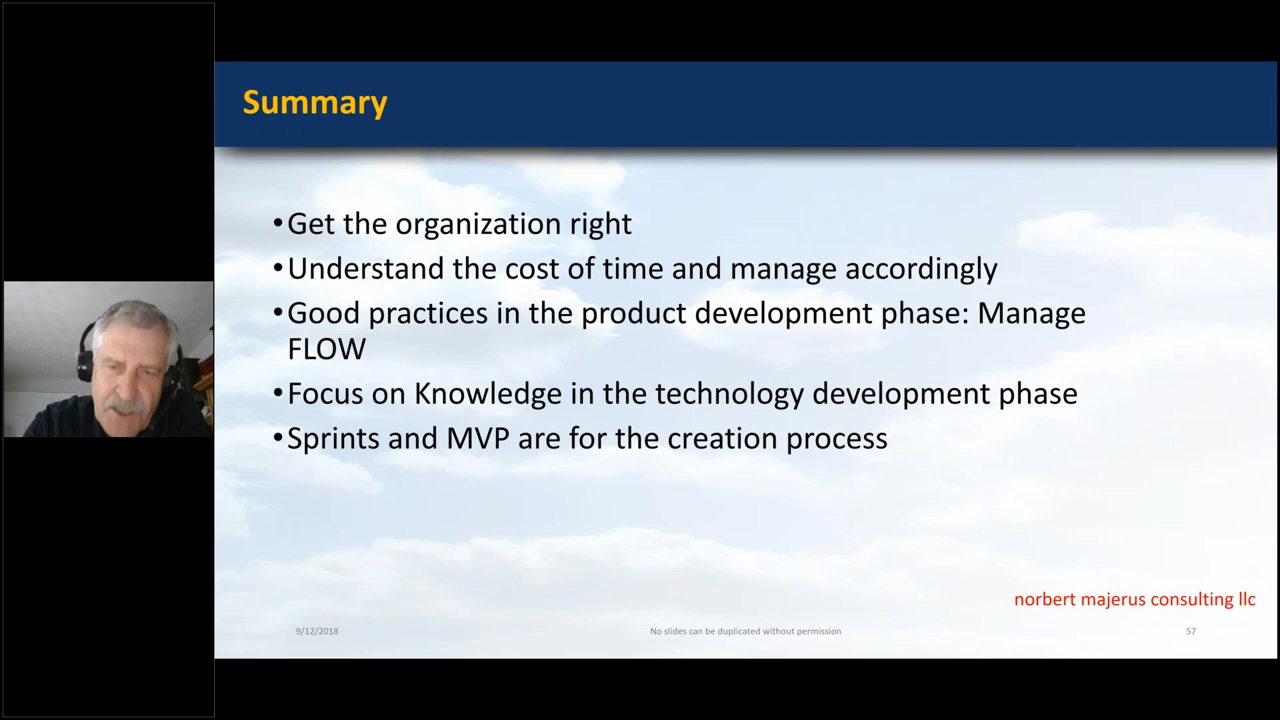 Summary
•Get the organization right
•Understand the cost of time and manage accordingly
•Good practices in the product development phase: Manage
FLOW
•Focus on Knowledge in the technology development phase
•Sprints and MVP are for the creation process
norbert majerus consulting llc
9/12/2018
No slides can be duplicated without permission
57